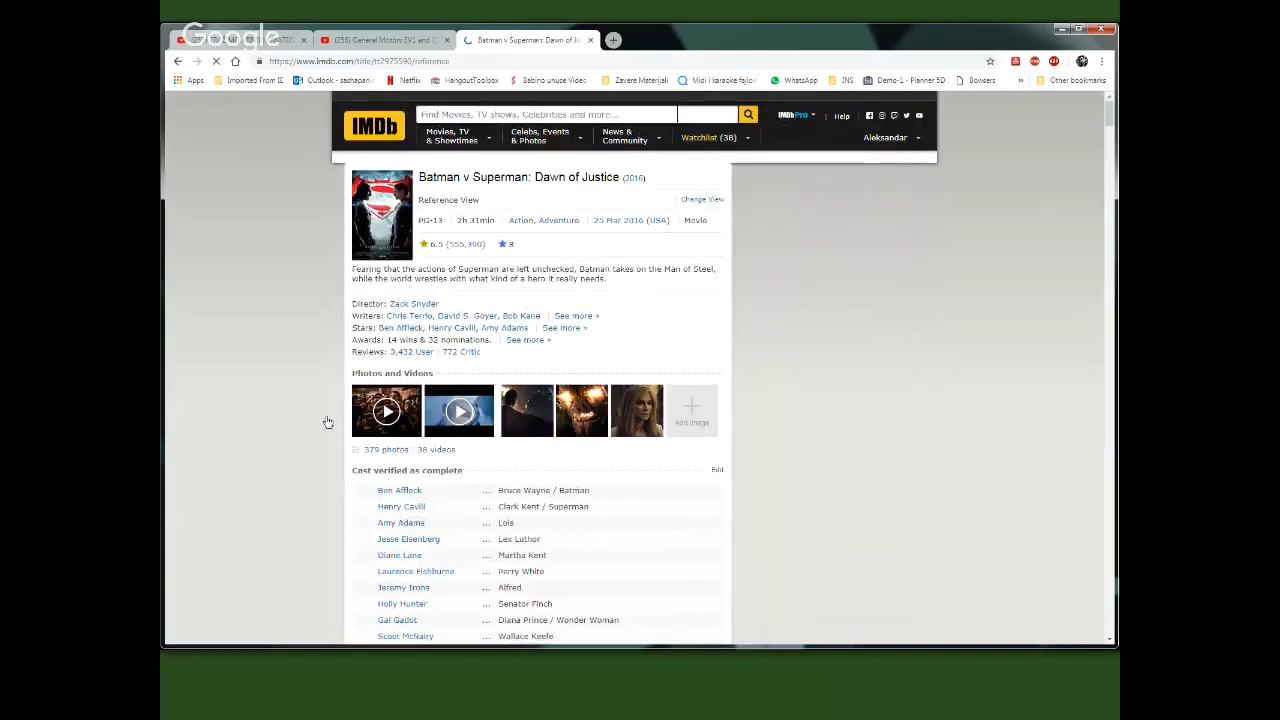 Google
(256) General Motors EV1 and
Batman v Superman: Dawn of Ju
https://www.imdb.com/title/tt2975590/reference
Apps Imported From IE Outlook - sashapani Netflix HangoutToolbox Babino unuce Video Zavere Materijali Midi i karaoke fajlov WhatsApp INS Demo-1 - Planner 5D Bowsers » Other bookmarks
IMDb
Find Movies, TV shows, Celebrities and more...
IMDbPro Help
Movies, TV & Showtimes
Celebs, Events & Photos
News & Community
Watchlist (38)
Aleksandar
Batman v Superman: Dawn of Justice (2016)
Reference View Change View
PG-13 2h 31min Action, Adventure 25 Mar 2016 (USA) Movie
6.5 (555,390) 8
Fearing that the actions of Superman are left unchecked, Batman takes on the Man of Steel,
while the world wrestles with what kind of a hero it really needs.
Director: Zack Snyder
Writers: Chris Terrio, David S. Goyer, Bob Kane | See more »
Stars: Ben Affleck, Henry Cavill, Amy Adams | See more »
Awards: 14 wins & 32 nominations. | See more »
Reviews: 3,432 User | 772 Critic
Photos and Videos
Add Image
379 photos 38 videos
Cast verified as complete Edit
Ben Affleck ... Bruce Wayne / Batman
Henry Cavill ... Clark Kent / Superman
Amy Adams ... Lois
Jesse Eisenberg ... Lex Luthor
Diane Lane ... Martha Kent
Laurence Fishburne ... Perry White
Jeremy Irons ... Alfred
Holly Hunter ... Senator Finch
Gal Gadot ... Diana Prince / Wonder Woman
Scoot McNairy ... Wallace Keefe